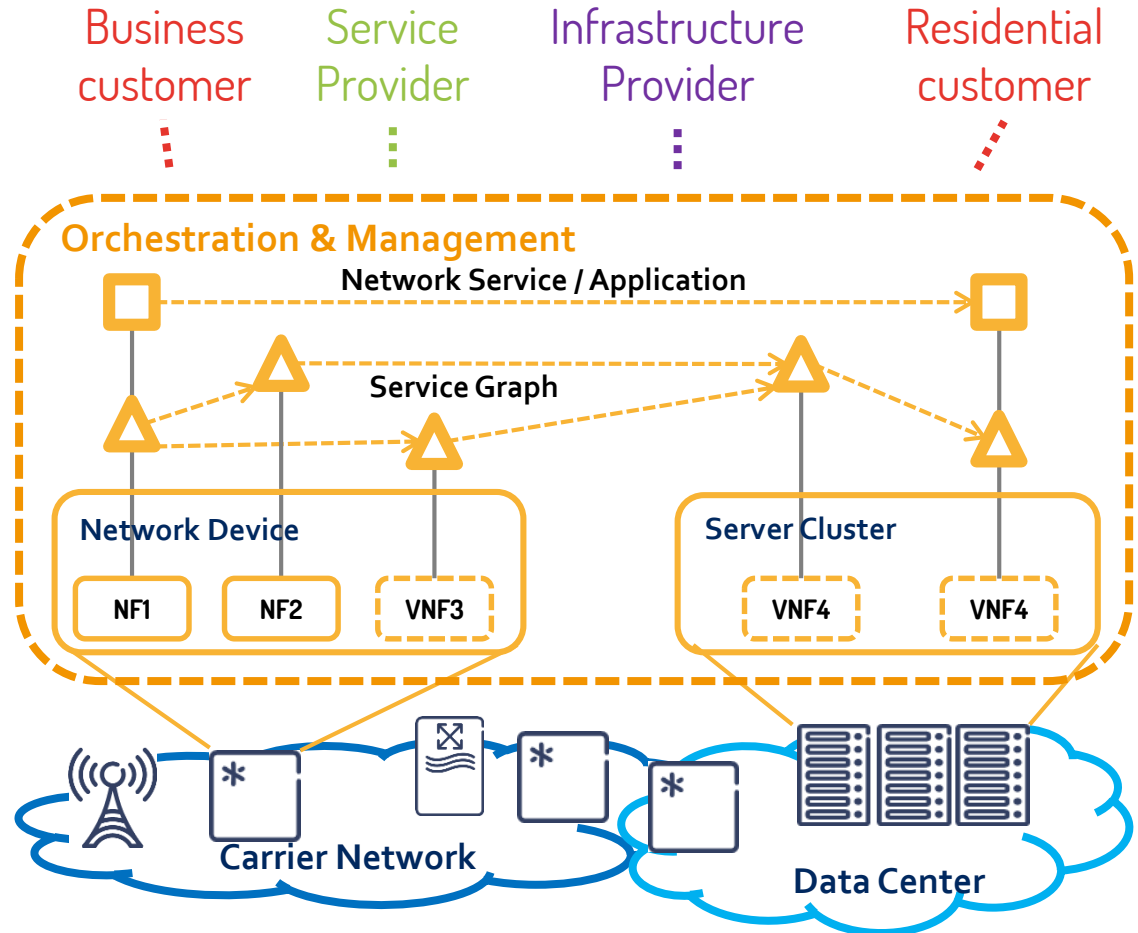 Business
customer
Service
Provider
Infrastructure
Provider
Residential
customer
Orchestration & Management
Network Service / Application
Service Graph
Network Device
Server Cluster
NF1
NF2
VNF3
VNF4
VNF4
Carrier Network
Data Center